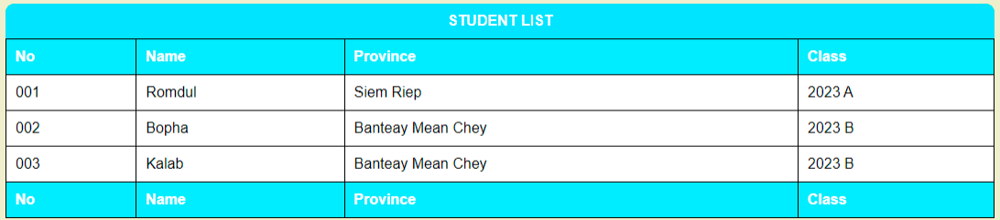 STUDENT LIST
No Name Province Class
001 Romdul Siem Riep 2023 A
002 Bopha Banteay Mean Chey 2023 B
003 Kalab Banteay Mean Chey 2023 B
No Name Province Class